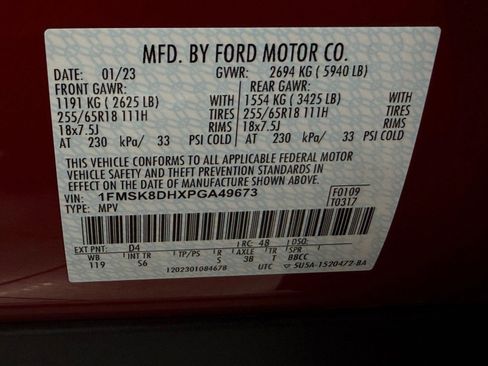 MFD. BY FORD MOTOR CO.
DATE: 01/23 GVWR: 2694 KG ( 5940 LB)
FRONT GAWR: REAR GAWR:
1191 KG ( 2625 LB) WITH 1554 KG ( 3425 LB) WITH
255/65R18 111H TIRES 255/65R18 111H TIRES
18x7.5J RIMS 18x7.5J RIMS
AT 230 kPa/ 33 PSI COLD AT 230 kPa/ 33 PSI COLD
THIS VEHICLE CONFORMS TO ALL APPLICABLE FEDERAL MOTOR
VEHICLE SAFETY AND THEFT PREVENTION STANDARDS IN
EFFECT ON THE DATE OF MANUFACTURE SHOWN ABOVE.
VIN: 1FMSK8DHXPGA49673 F0109
TYPE: MPV T0317
EXT PNT: D4 RC: 48 DSO:
WB INT TR TP/PS R AXLE TR SPR
119 S6 S 3B T BBCC
1202301084678 UTC 5U5A-1520472-BA